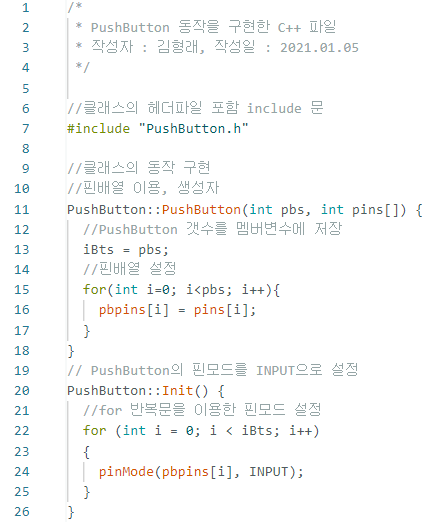 1 /*
2 * PushButton 동작을 구현한 C++ 파일
3 * 작성자 : 김형래, 작성일 : 2021.01.05
4 */
5
6 //클래스의 헤더파일 포함 include 문
7 #include "PushButton.h"
8
9 //클래스의 동작 구현
10 //핀배열 이용, 생성자
11 PushButton::PushButton(int pbs, int pins[]) {
12 //PushButton 갯수를 멤버변수에 저장
13 iBts = pbs;
14 //핀배열 설정
15 for(int i=0; i<pbs; i++){
16 pbpins[i] = pins[i];
17 }
18 }
19 // PushButton의 핀모드를 INPUT으로 설정
20 PushButton::Init() {
21 //for 반복문을 이용한 핀모드 설정
22 for (int i = 0; i < iBts; i++)
23 {
24 pinMode(pbpins[i], INPUT);
25 }
26 }